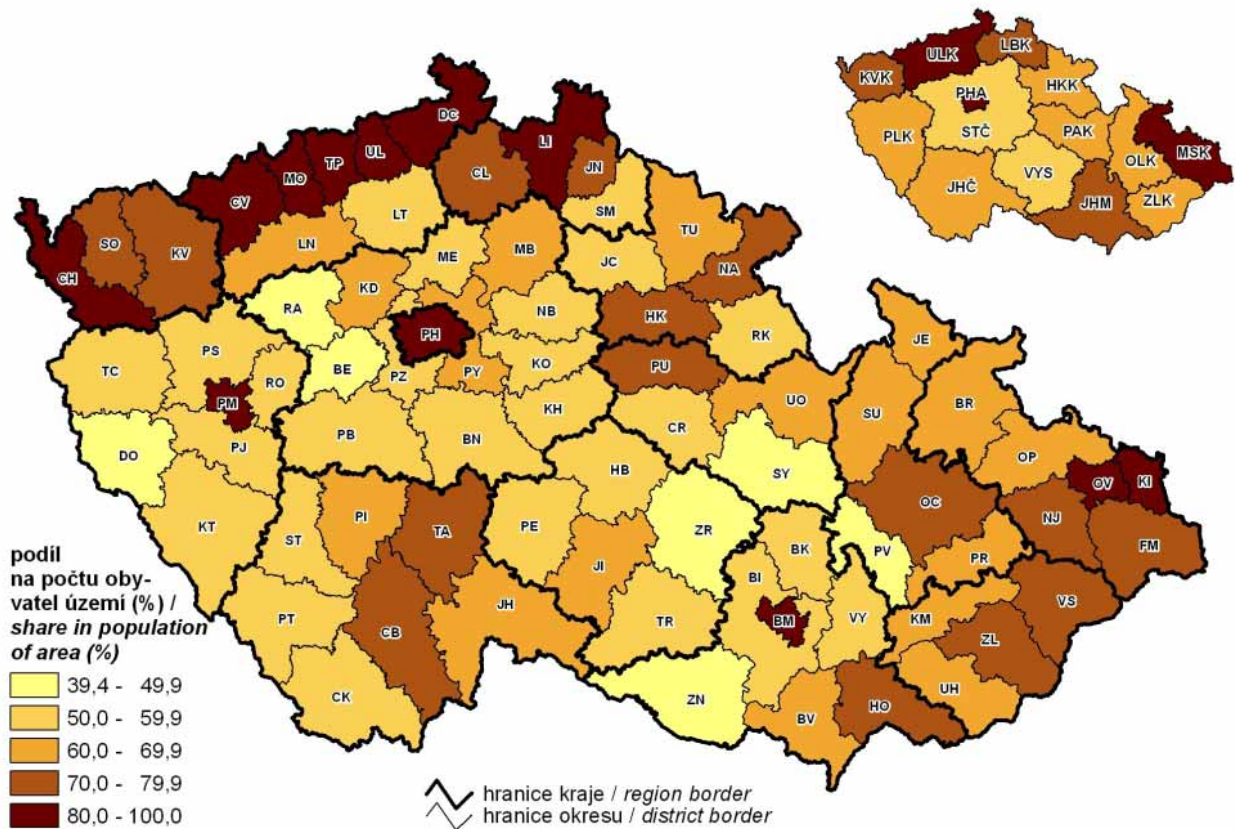 ULK
LBK
KVK
HKK
PHA
STČ
PLK
PAK
OLK
MSK
VYS
JHČ
JHM
ZLK
DC
LI
UL
TP
MO
CL
JN
CV
SM
LT
SO
KV
LN
TU
CH
ME
MB
JC
NA
RA
KD
NB
HK
PH
RK
JE
PS
TC
BE
PZ
PY
KO
RO
PU
PM
UO
SU
BR
KH
CR
DO
PJ
PB
BN
OP
HB
SY
OV
KI
OC
NJ
KT
ST
PI
TA
PE
ZR
FM
BK
PV
PR
JI
BI
VS
JH
KM
PT
CB
TR
BM
VY
ZL
UH
CK
ZN
HO
BV
podíl
na počtu oby-
vatel území (%) /
share in population
of area (%)
39,4 - 49,9
50,0 - 59,9
60,0 - 69,9
70,0 - 79,9
80,0 - 100,0
hranice kraje / region border
hranice okresu / district border